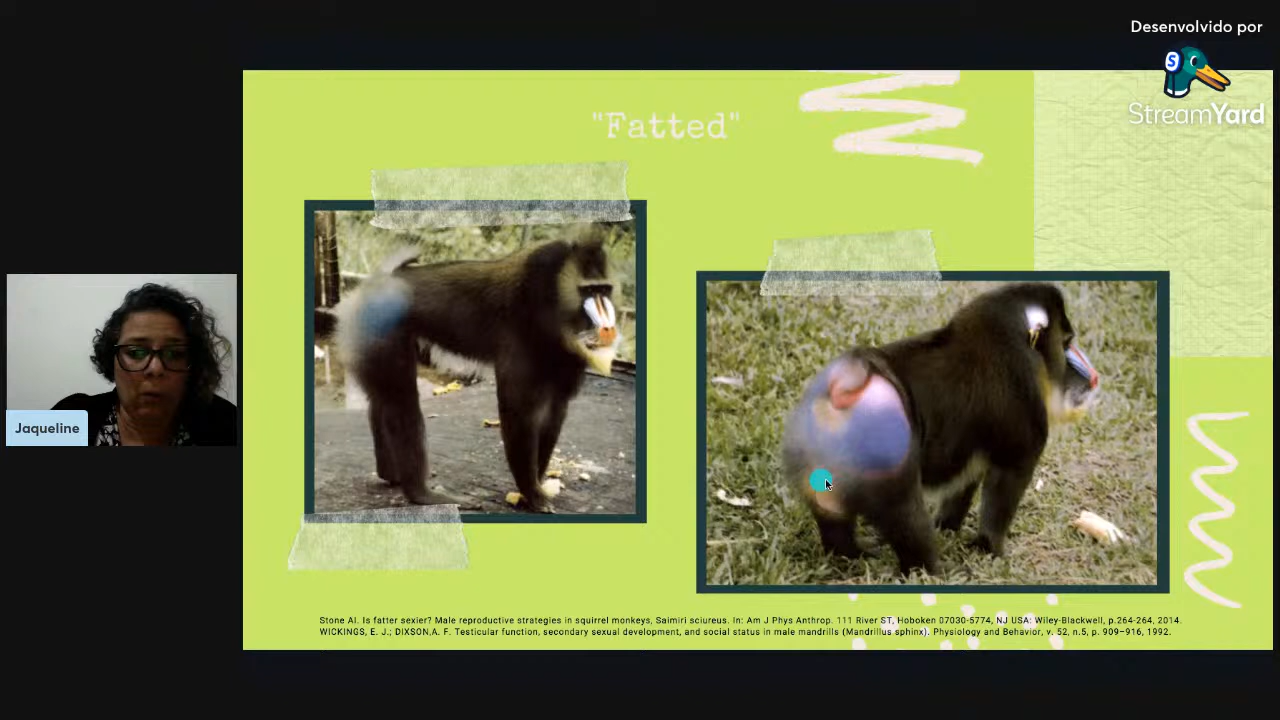 Desenvolvido por
S
StreamYard
"Fatted"
Jaqueline
Stone AI. Is fatter sexier? Male reproductive strategies in squirrel monkeys, Saimiri sciureus. In: Am J Phys Anthrop. 111 River ST, Hoboken 07030-5774, NJ USA: Wiley-Blackwell, p.264-264, 2014.
WICKINGS, E. J.; DIXSON,A. F. Testicular function, secondary sexual development, and social status in male mandrills (Mandrillus sphinx). Physiology and Behavior, v. 52, n.5, p. 909–916, 1992.